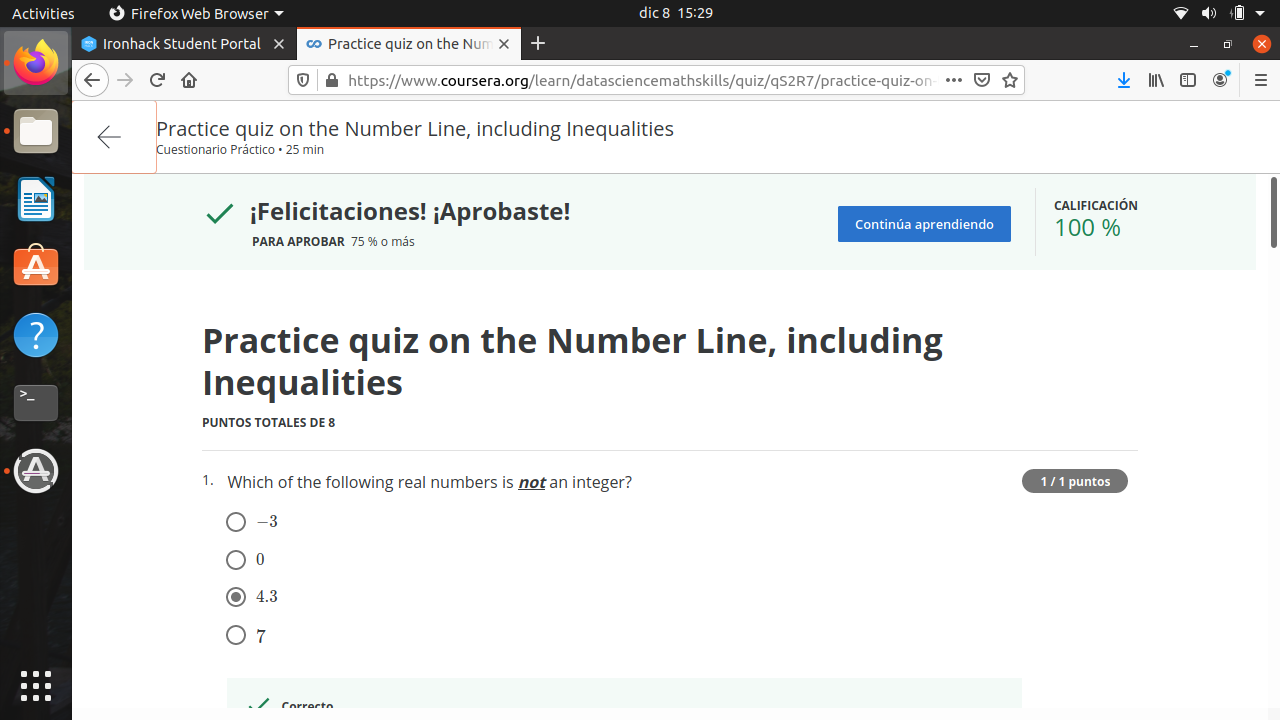 Activities
Firefox Web Browser
dic 8 15:29
Ironhack Student Portal
Practice quiz on the Num
https://www.coursera.org/learn/datasciencemathskills/quiz/qS2R7/practice-quiz-on-
Practice quiz on the Number Line, including Inequalities
Cuestionario Práctico • 25 min
¡Felicitaciones! ¡Aprobaste!
PARA APROBAR 75 % o más
Continúa aprendiendo
CALIFICACIÓN
100 %
Practice quiz on the Number Line, including
Inequalities
PUNTOS TOTALES DE 8
1. Which of the following real numbers is not an integer?
1 / 1 puntos
−3
0
4.3
7
Correcto